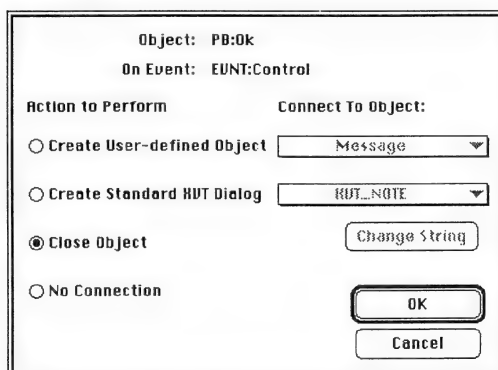 Object: PB:Ok
On Event: EVNT:Control
Action to Perform Connect To Object:
Create User-defined Object Message
Create Standard XVT Dialog XVT_NOTE
Close Object Change String
No Connection
OK
Cancel